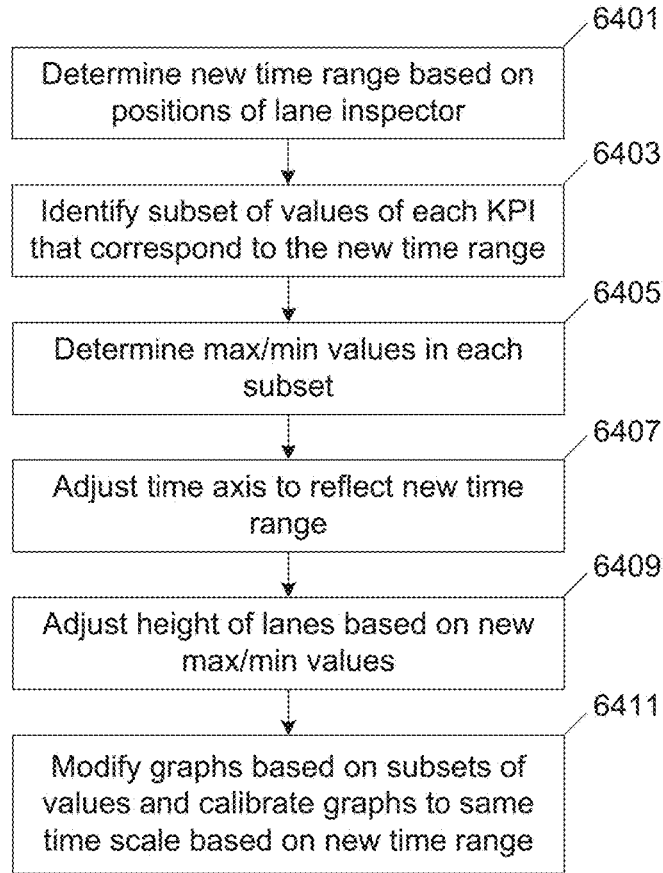 6401
Determine new time range based on
positions of lane inspector
6403
Identify subset of values of each KPI
that correspond to the new time range
6405
Determine max/min values in each
subset
6407
Adjust time axis to reflect new time
range
6409
Adjust height of lanes based on new
max/min values
6411
Modify graphs based on subsets of
values and calibrate graphs to same
time scale based on new time range